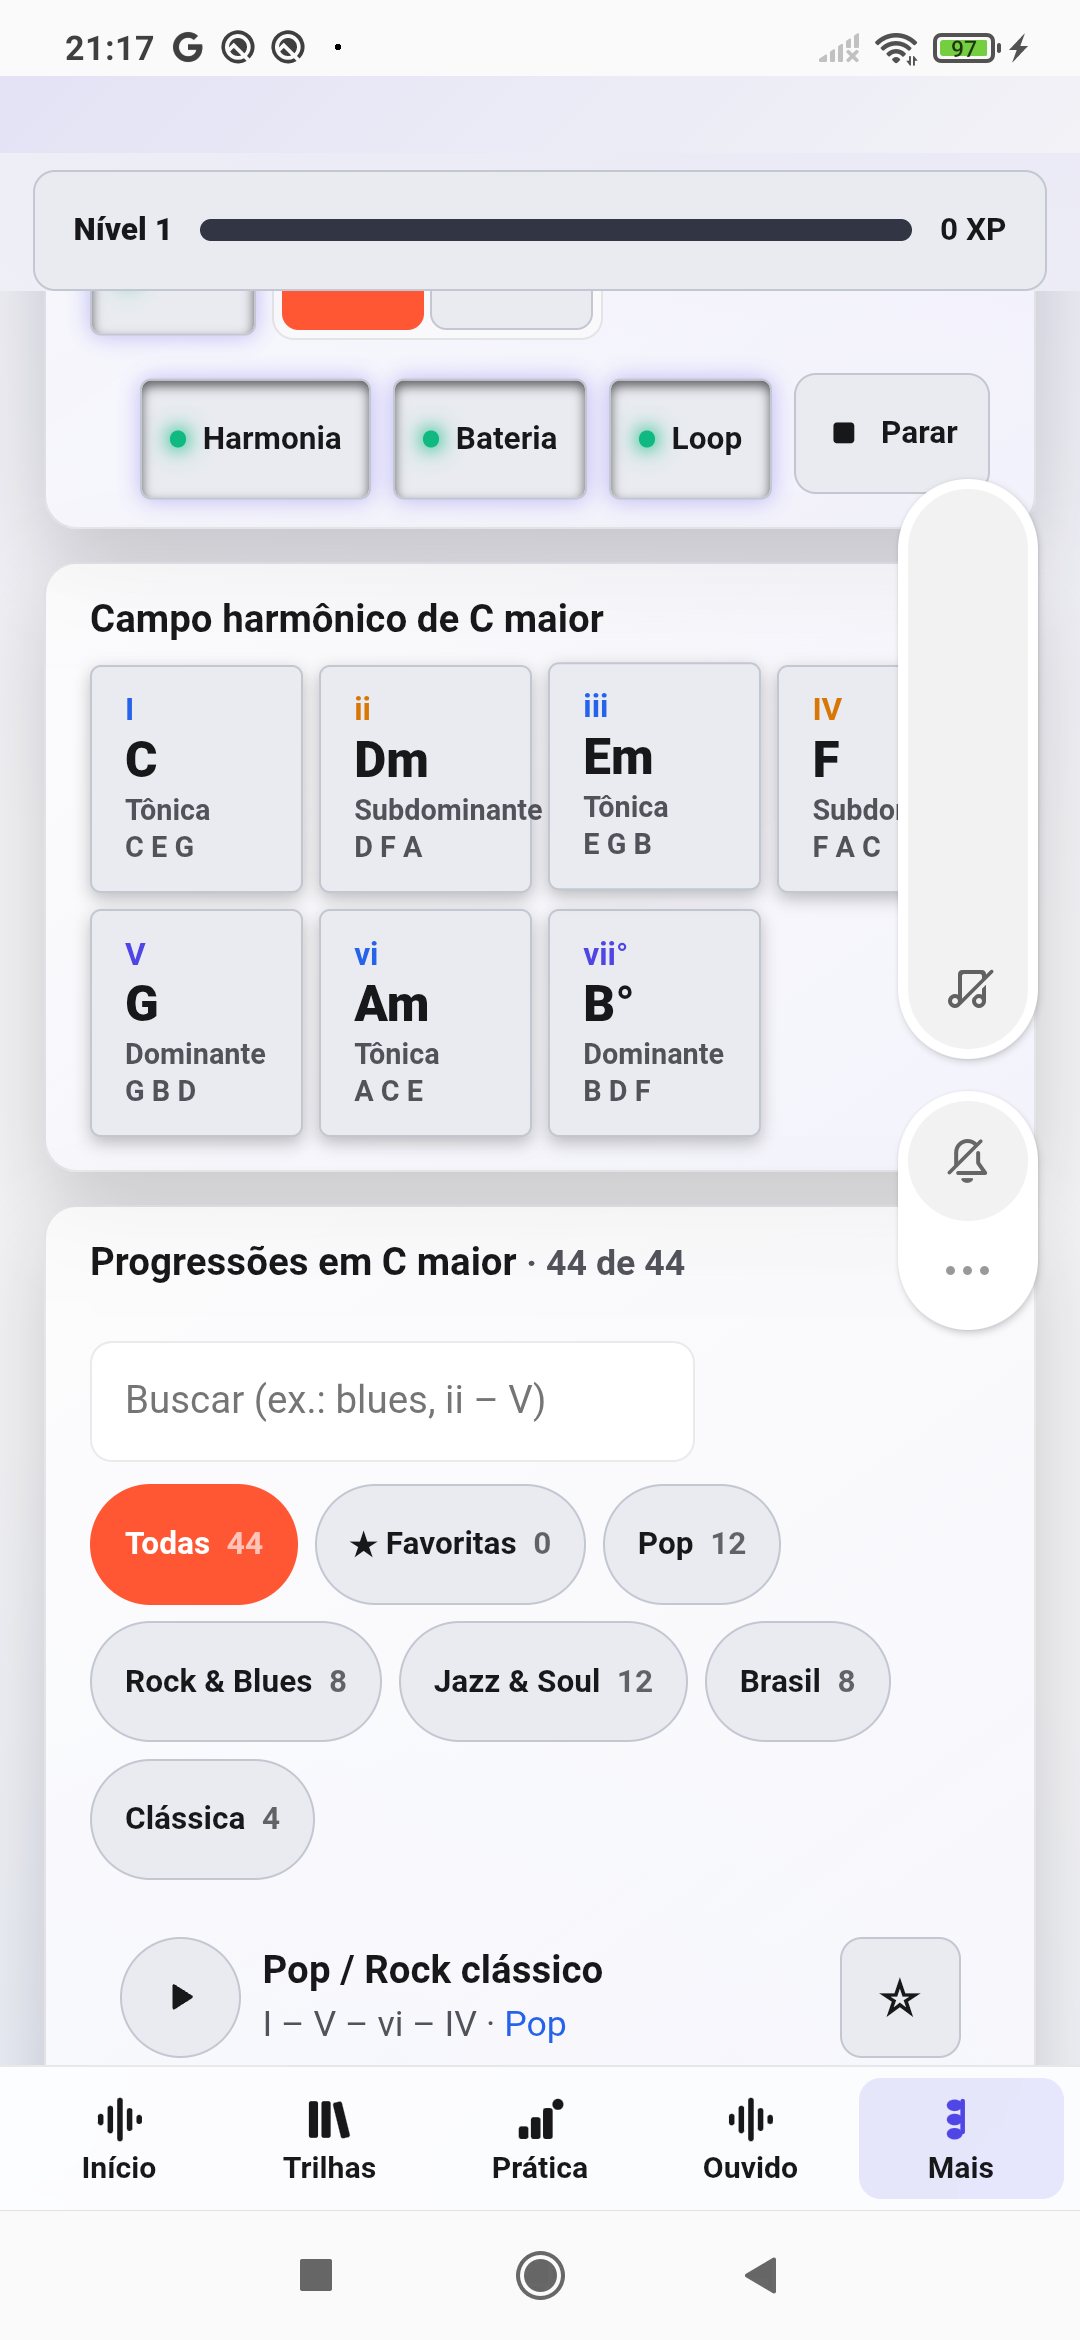 21:17
97
Nível 1 0 XP
Harmonia Bateria Loop Parar
Campo harmônico de C maior
I ii iii IV
C Dm Em F
Tônica Subdominante Tônica
C E G D F A E G B F A C
V vi vii°
G Am B°
Dominante Tônica Dominante
G B D A C E B D F
Progressões em C maior · 44 de 44
Buscar (ex.: blues, ii – V)
Todas 44 ★ Favoritas 0 Pop 12
Rock & Blues 8 Jazz & Soul 12 Brasil 8
Clássica 4
Pop / Rock clássico
I – V – vi – IV · Pop
Início Trilhas Prática Ouvido Mais